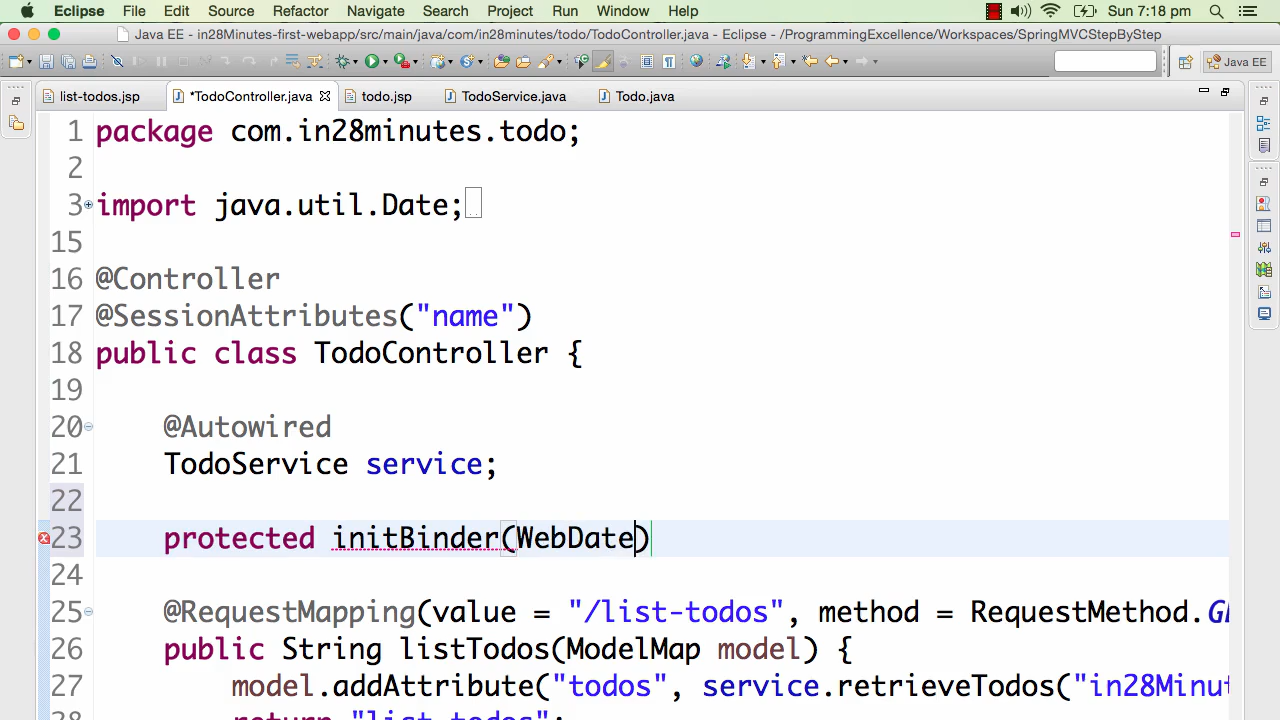 Eclipse File Edit Source Refactor Navigate Search Project Run Window Help Sun 7:18 pm
Java EE - in28Minutes-first-webapp/src/main/java/com/in28minutes/todo/TodoController.java - Eclipse - /ProgrammingExcellence/Workspaces/SpringMVCStepByStep
Java EE
list-todos.jsp *TodoController.java todo.jsp TodoService.java Todo.java
1 package com.in28minutes.todo;
2
3 import java.util.Date;
15
16 @Controller
17 @SessionAttributes("name")
18 public class TodoController {
19
20 @Autowired
21 TodoService service;
22
23 protected initBinder(WebDate)
24
25 @RequestMapping(value = "/list-todos", method = RequestMethod.GE
26 public String listTodos(ModelMap model) {
27 model.addAttribute("todos", service.retrieveTodos("in28Minut
28 return "list-todos";